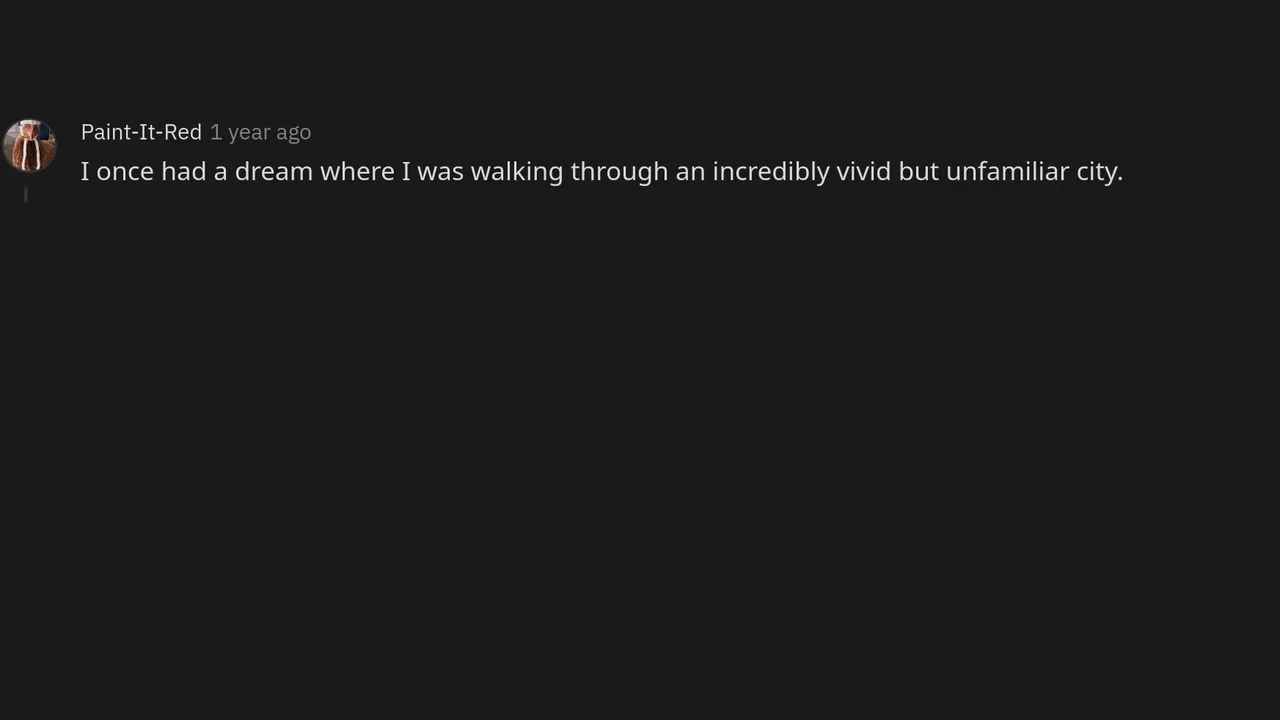 Paint-It-Red 1 year ago
I once had a dream where I was walking through an incredibly vivid but unfamiliar city.